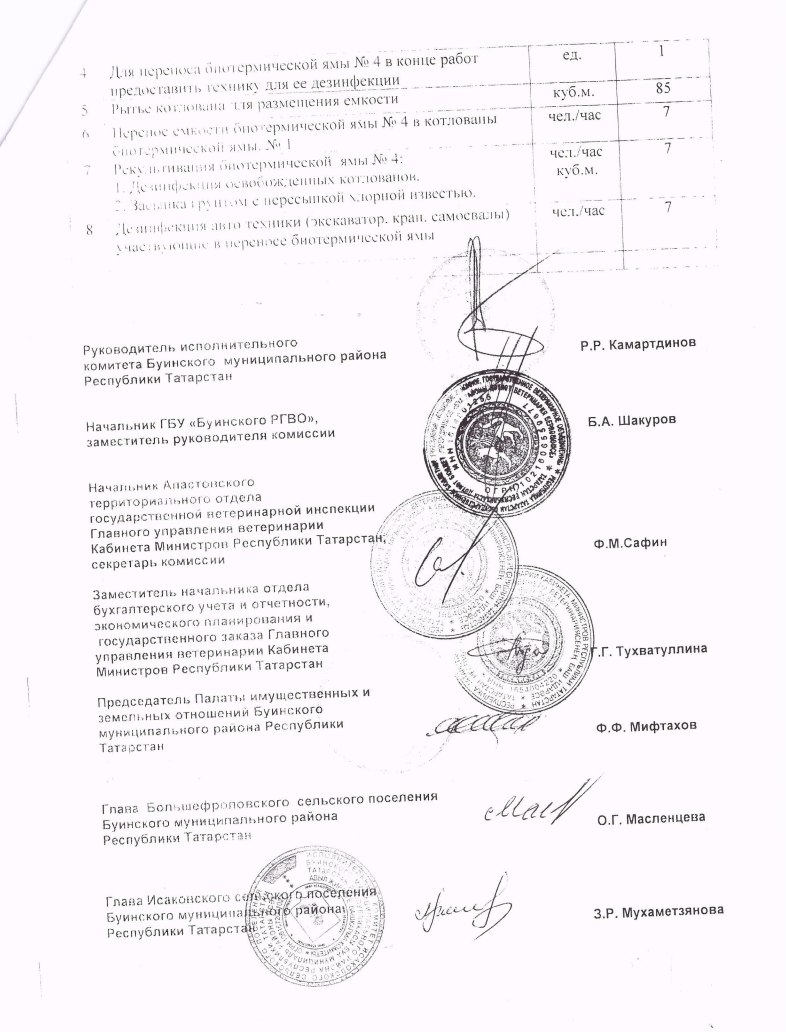 4 Для переноса биотермической ямы № 4 в конце работ ед. 1
предоставить технику для ее дезинфекции
5 Рытье котлована для размещения емкости куб.м. 85
6 Перенос емкости биотермической ямы № 4 в котлованы чел./час 7
биотермической ямы. № 1
7 Рекультивация биотермической ямы № 4: чел./час 7
1. Дезинфекция освобожденных котлованов. куб.м.
2. Засыпка грунтом с пересыпкой хлорной известью.
8 Дезинфекция авто техники (экскаватор, кран, самосвалы) чел./час 7
участвующие в переносе биотермической ямы
Руководитель исполнительного
комитета Буинского муниципального района Р.Р. Камартдинов
Республики Татарстан
Начальник ГБУ «Буинского РГВО», Б.А. Шакуров
заместитель руководителя комиссии
Начальник Апастовского
территориального отдела
государственной ветеринарной инспекции
Главного управления ветеринарии
Кабинета Министров Республики Татарстан, Ф.М.Сафин
секретарь комиссии
Заместитель начальника отдела
бухгалтерского учета и отчетности,
экономического планирования и
государственного заказа Главного
управления ветеринарии Кабинета Г.Г. Тухватуллина
Министров Республики Татарстан
Председатель Палаты имущественных и
земельных отношений Буинского
муниципального района Республики Ф.Ф. Мифтахов
Татарстан
Глава Большефроловского сельского поселения
Буинского муниципального района О.Г. Масленцева
Республики Татарстан
Глава Исаковского сельского поселения
Буинского муниципального района З.Р. Мухаметзянова
Республики Татарстан